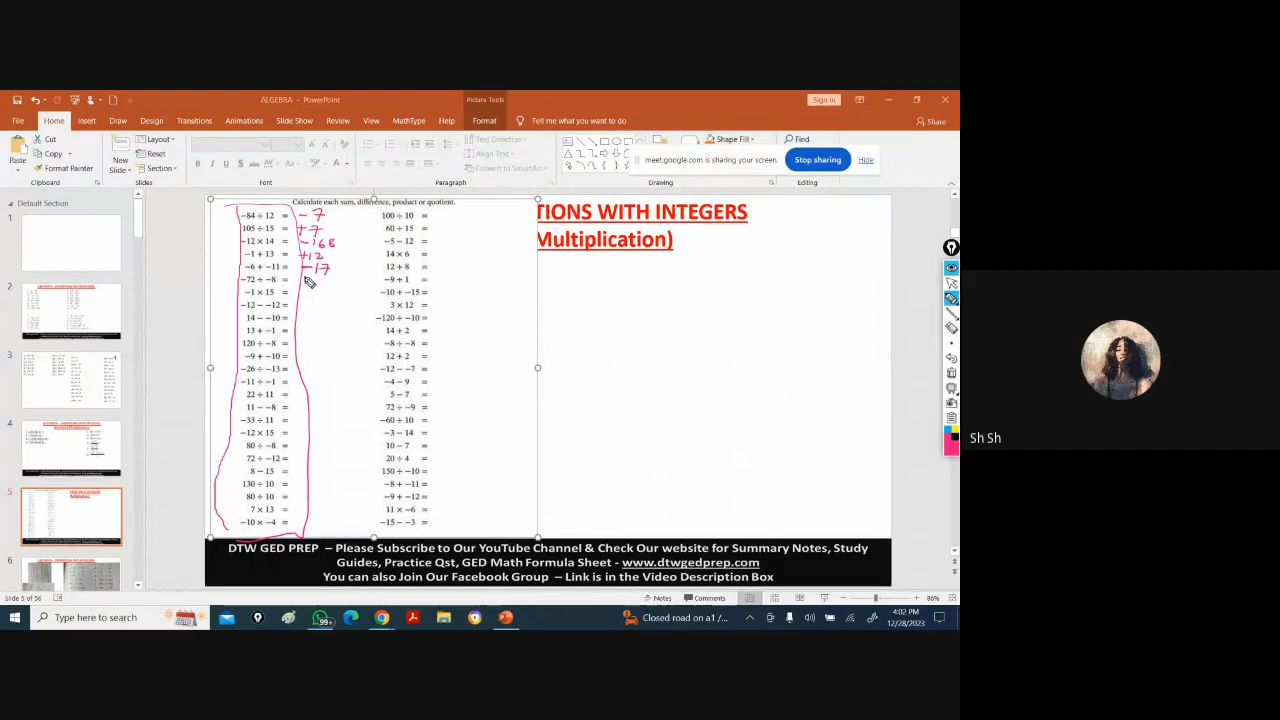 ALGEBRA - PowerPoint
Picture Tools
Sign in
File Home Insert Draw Design Transitions Animations Slide Show Review View MathType Help Format Tell me what you want to do
Share
Paste
Cut
Copy
Format Painter
Clipboard
New Slide
Layout
Reset
Section
Slides
Font
Text Direction
Align Text
Convert to SmartArt
Paragraph
Shape Fill
Drawing
Find
Editing
meet.google.com is sharing your screen.
Stop sharing
Hide
Default Section
1
2
3
4
5
6
Calculate each sum, difference, product or quotient.
−84 ÷ 12 = −7
105 ÷ 15 = +7
−12 × 14 = −168
−1 + 13 = +12
−6 + −11 = −17
−72 ÷ −8 =
−1 × 15 =
−12 − −12 =
14 − −10 =
13 + −1 =
120 ÷ −8 =
−9 + −10 =
−26 ÷ −13 =
−11 ÷ −1 =
22 ÷ 11 =
11 − −8 =
−33 ÷ 11 =
−12 × 15 =
80 ÷ −8 =
72 ÷ −12 =
8 − 15 =
130 ÷ 10 =
80 ÷ 10 =
7 × 13 =
−10 × −4 =
100 ÷ 10 =
60 ÷ 15 =
−5 − 12 =
14 × 6 =
12 + 8 =
−9 + 1 =
−10 + −15 =
3 × 12 =
−120 ÷ −10 =
14 + 2 =
−8 ÷ −8 =
12 + 2 =
−12 − −7 =
−4 − 9 =
5 − 7 =
72 ÷ −9 =
−60 ÷ 10 =
−3 − 14 =
10 − 7 =
20 ÷ 4 =
150 ÷ −10 =
−8 + −11 =
−9 + −12 =
11 × −6 =
−15 − −3 =
TIONS WITH INTEGERS
Multiplication)
DTW GED PREP – Please Subscribe to Our YouTube Channel & Check Our website for Summary Notes, Study
Guides, Practice Qst, GED Math Formula Sheet - www.dtwgedprep.com
You can also Join Our Facebook Group – Link is in the Video Description Box
Slide 5 of 56
Notes
Comments
86%
Type here to search
99+
Closed road on a1 /...
4:02 PM
12/28/2023
Sh Sh